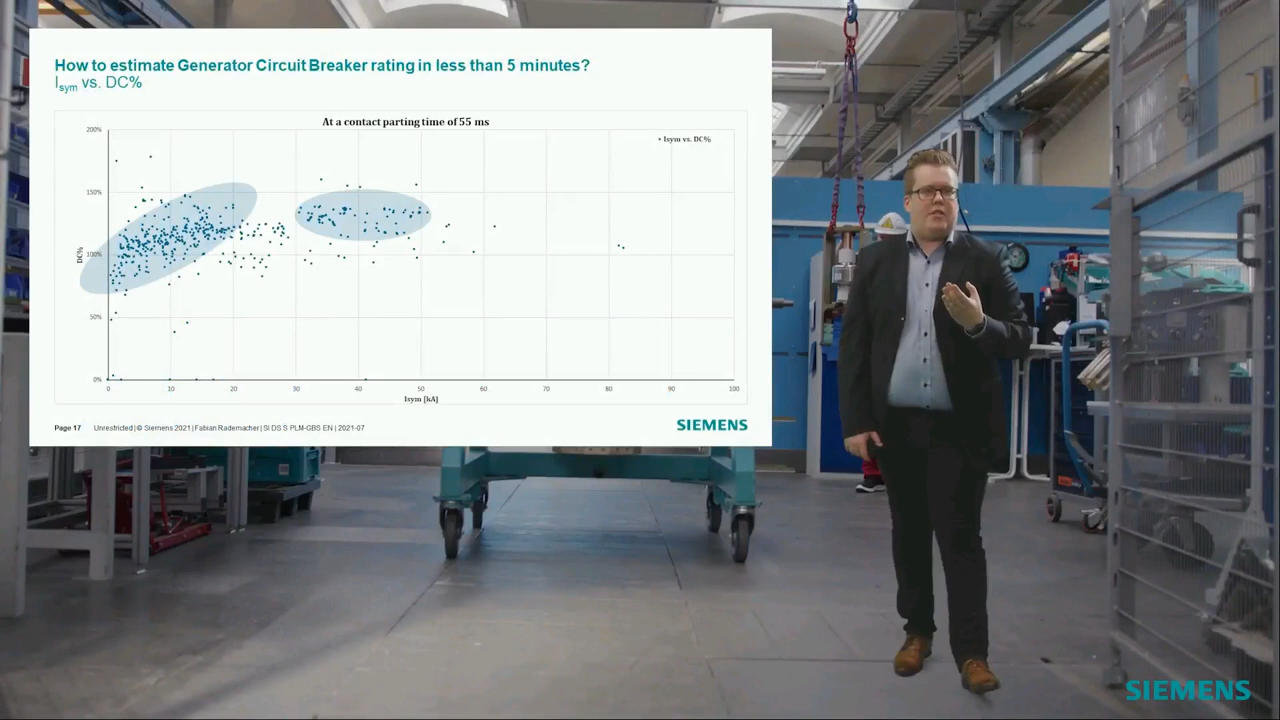 How to estimate Generator Circuit Breaker rating in less than 5 minutes?
Isym vs. DC%
At a contact parting time of 55 ms
• Isym vs. DC%
200%
150%
100%
50%
0%
DC%
0 10 20 30 40 50 60 70 80 90 100
Isym [kA]
Page 17 Unrestricted | © Siemens 2021 | Fabian Rademacher | SI DS S PLM-GBS EN | 2021-07
SIEMENS
SIEMENS